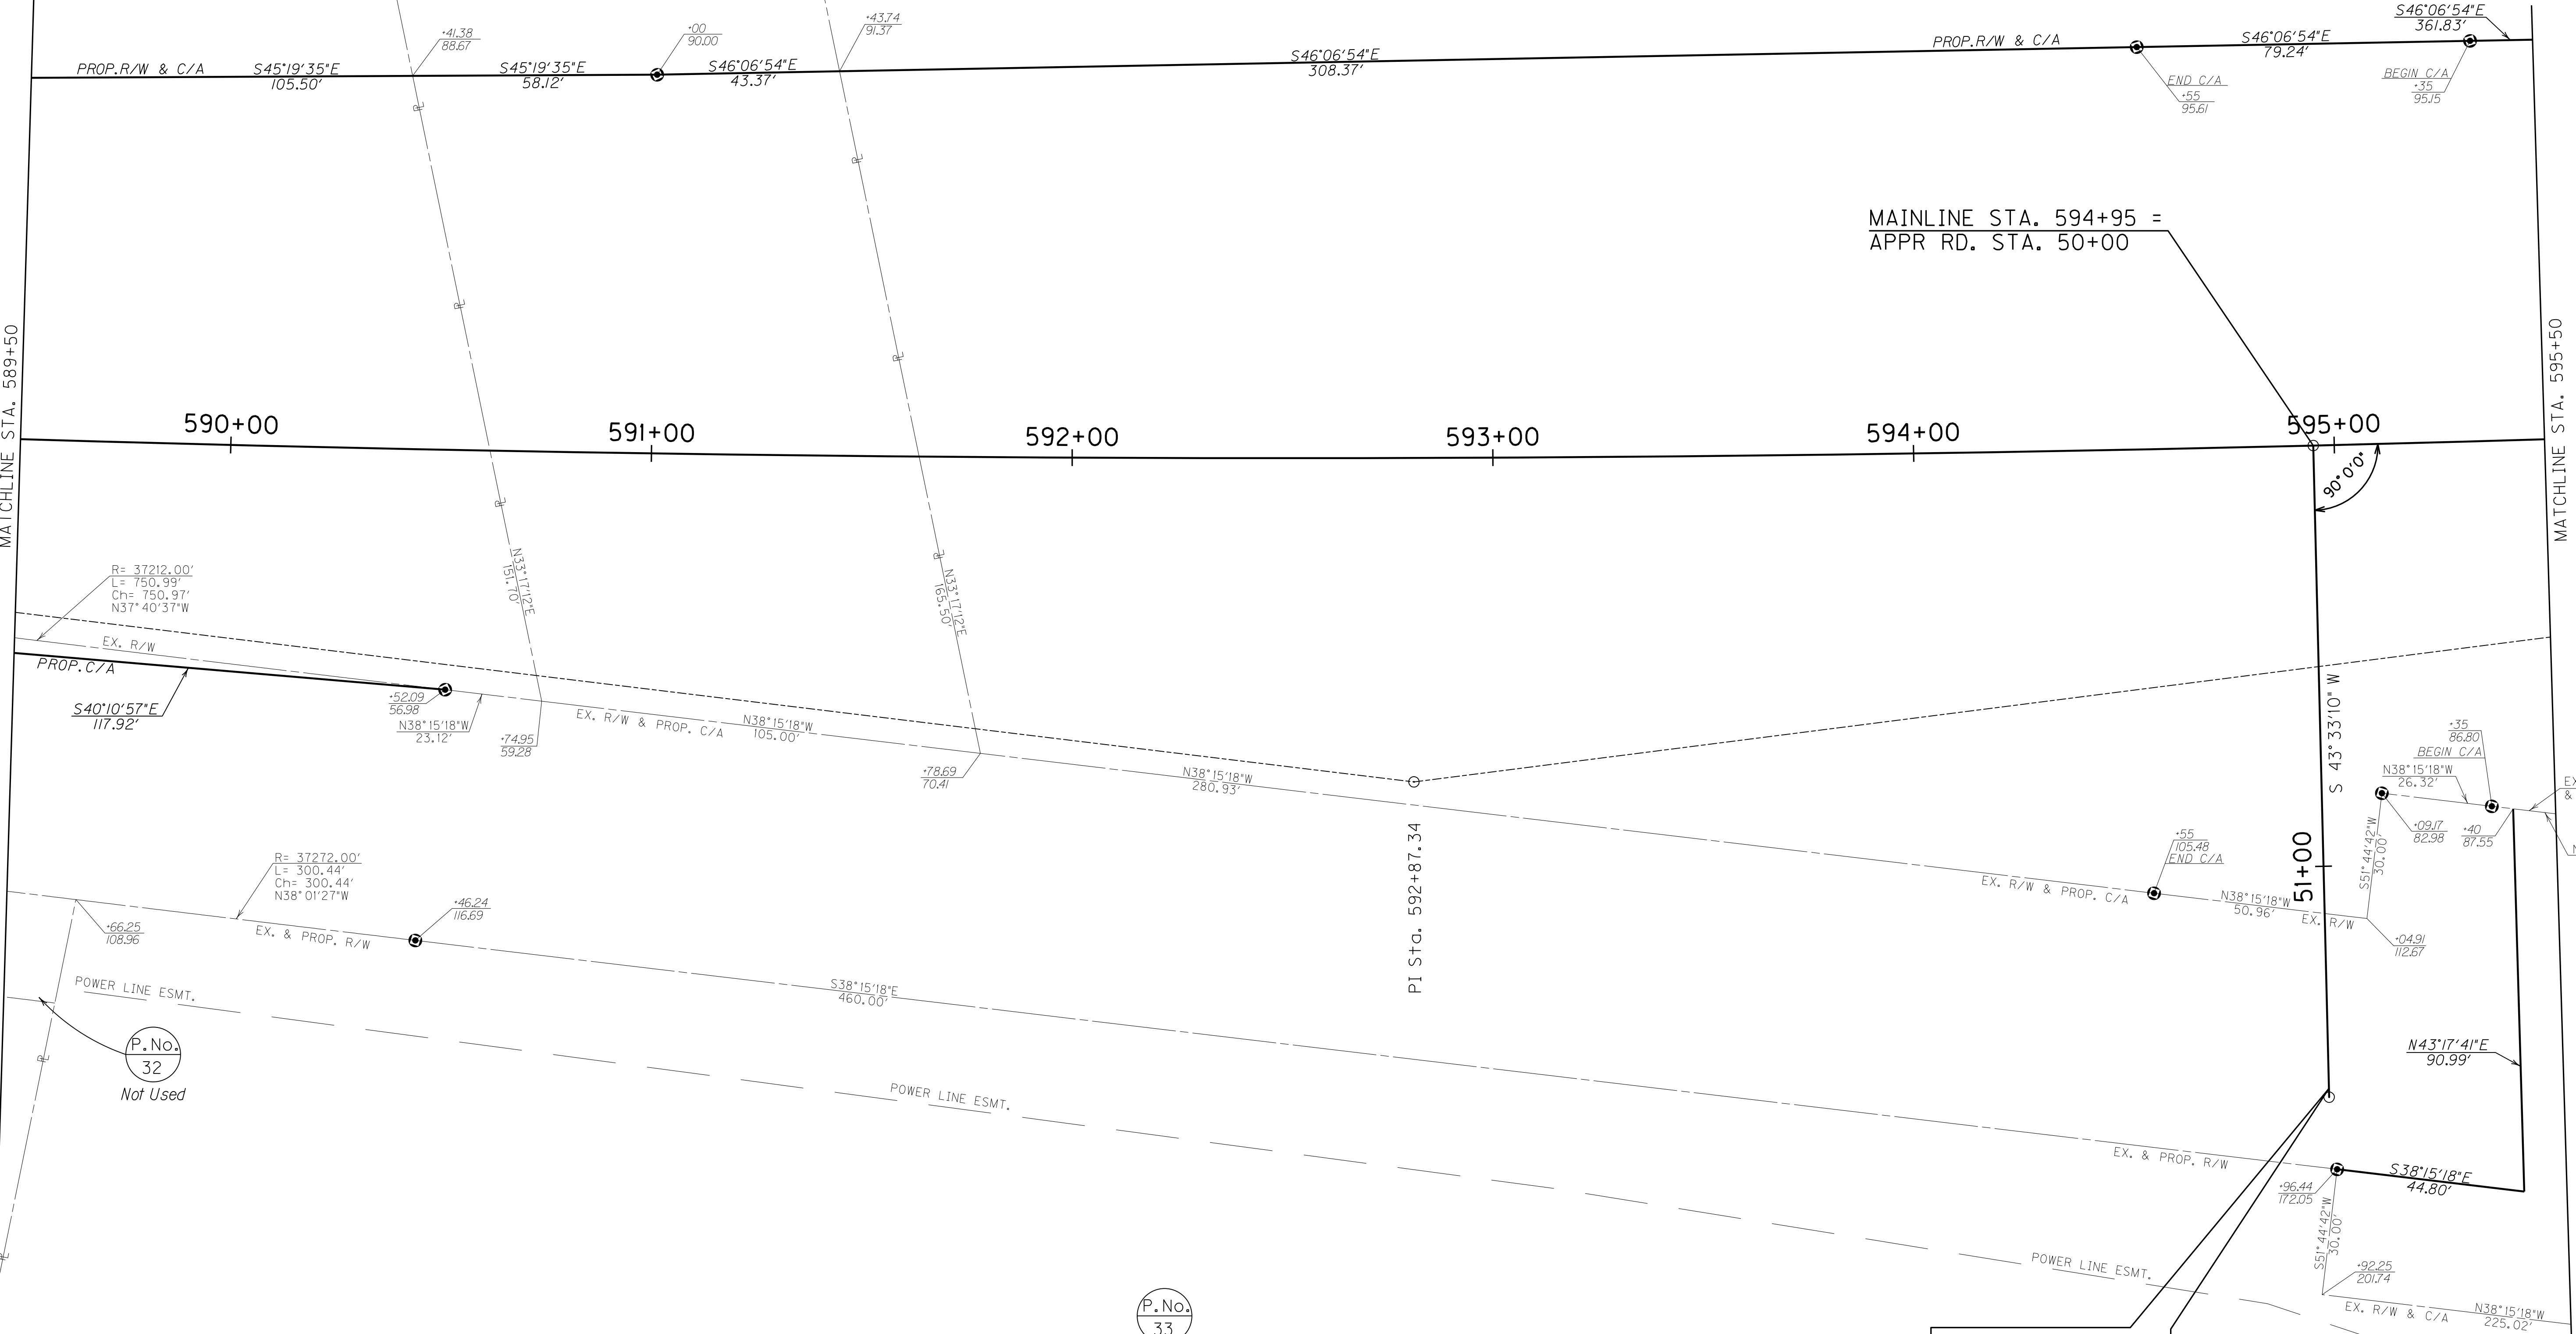 S46°06'54"E
361.83'
+41.38
88.67
+00
90.00
+43.74
91.37
PROP.R/W & C/A
S45°19'35"E
105.50'
S45°19'35"E
58.12'
S46°06'54"E
43.37'
S46°06'54"E
308.37'
PROP.R/W & C/A
S46°06'54"E
79.24'
END C/A
+55
95.61
BEGIN C/A
+35
95.15
MAINLINE STA. 594+95 =
APPR RD. STA. 50+00
MATCHLINE STA. 589+50
MATCHLINE STA. 595+50
590+00
591+00
592+00
593+00
594+00
595+00
90°0'0"
R= 37212.00'
L= 750.99'
Ch= 750.97'
N37°40'37"W
N33°17'12"E
151.70'
N33°17'12"E
165.50'
EX. R/W
PROP.C/A
S40°10'57"E
117.92'
+52.09
56.98
N38°15'18"W
23.12'
+74.95
59.28
EX. R/W & PROP. C/A
N38°15'18"W
105.00'
+78.69
70.41
N38°15'18"W
280.93'
S 43°33'10" W
+35
86.80
BEGIN C/A
N38°15'18"W
26.32'
+09.17
82.98
+40
87.55
S51°44'42"W
30.00'
PI Sta. 592+87.34
+55
105.48
END C/A
EX. R/W & PROP. C/A
N38°15'18"W
50.96'
EX. R/W
51+00
+04.91
112.67
R= 37272.00'
L= 300.44'
Ch= 300.44'
N38°01'27"W
+66.25
108.96
EX. & PROP. R/W
+46.24
116.69
POWER LINE ESMT.
S38°15'18"E
460.00'
P.No.
32
Not Used
POWER LINE ESMT.
N43°17'41"E
90.99'
EX. & PROP. R/W
S38°15'18"E
44.80'
+96.44
172.05
S51°44'42"W
30.00'
POWER LINE ESMT.
+92.25
201.74
EX. R/W & C/A
N38°15'18"W
225.02'
P.No.
33